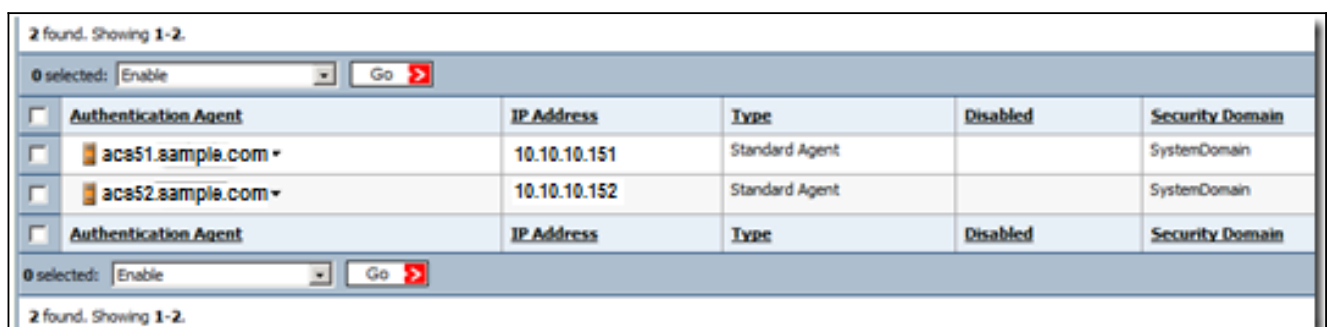 2 found. Showing 1-2.
0 selected: Enable Go
Authentication Agent IP Address Type Disabled Security Domain
acs51.sample.com 10.10.10.151 Standard Agent SystemDomain
acs52.sample.com 10.10.10.152 Standard Agent SystemDomain
Authentication Agent IP Address Type Disabled Security Domain
0 selected: Enable Go
2 found. Showing 1-2.